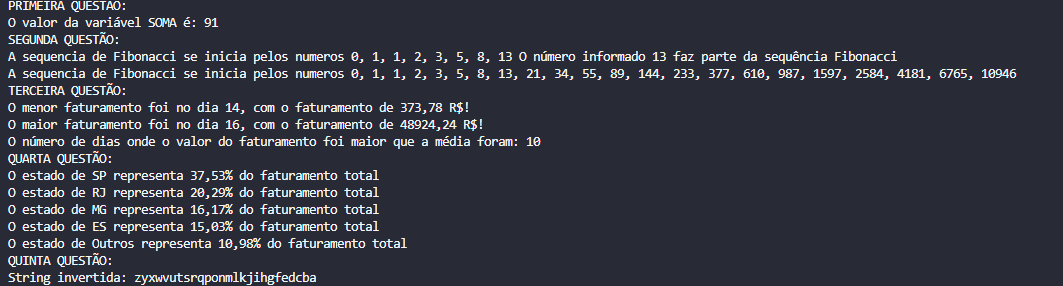 PRIMEIRA QUESTÃO:
O valor da variável SOMA é: 91
SEGUNDA QUESTÃO:
A sequencia de Fibonacci se inicia pelos numeros 0, 1, 1, 2, 3, 5, 8, 13 O número informado 13 faz parte da sequência Fibonacci
A sequencia de Fibonacci se inicia pelos numeros 0, 1, 1, 2, 3, 5, 8, 13, 21, 34, 55, 89, 144, 233, 377, 610, 987, 1597, 2584, 4181, 6765, 10946
TERCEIRA QUESTÃO:
O menor faturamento foi no dia 14, com o faturamento de 373,78 R$!
O maior faturamento foi no dia 16, com o faturamento de 48924,24 R$!
O número de dias onde o valor do faturamento foi maior que a média foram: 10
QUARTA QUESTÃO:
O estado de SP representa 37,53% do faturamento total
O estado de RJ representa 20,29% do faturamento total
O estado de MG representa 16,17% do faturamento total
O estado de ES representa 15,03% do faturamento total
O estado de Outros representa 10,98% do faturamento total
QUINTA QUESTÃO:
String invertida: zyxwvutsrqponmlkjihgfedcba